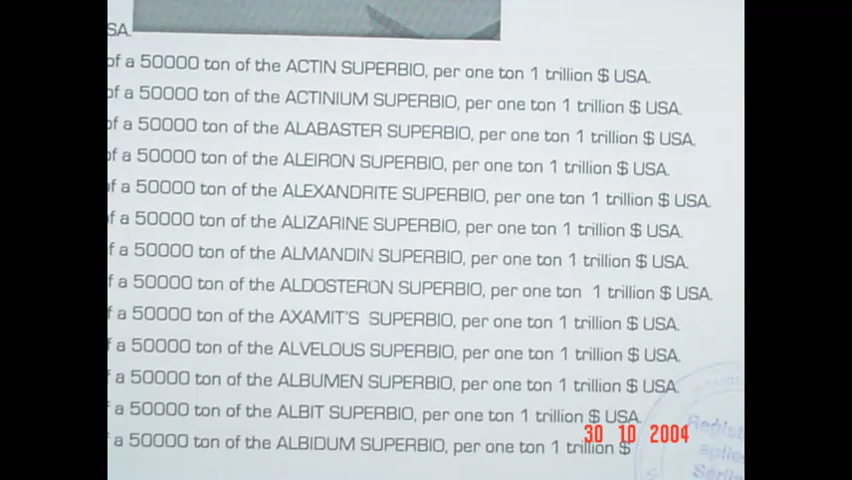 USA.
of a 50000 ton of the ACTIN SUPERBIO, per one ton 1 trillion $ USA.
of a 50000 ton of the ACTINIUM SUPERBIO, per one ton 1 trillion $ USA.
of a 50000 ton of the ALABASTER SUPERBIO, per one ton 1 trillion $ USA.
of a 50000 ton of the ALEIRON SUPERBIO, per one ton 1 trillion $ USA.
of a 50000 ton of the ALEXANDRITE SUPERBIO, per one ton 1 trillion $ USA.
of a 50000 ton of the ALIZARINE SUPERBIO, per one ton 1 trillion $ USA.
f a 50000 ton of the ALMANDIN SUPERBIO, per one ton 1 trillion $ USA.
f a 50000 ton of the ALDOSTERON SUPERBIO, per one ton 1 trillion $ USA.
f a 50000 ton of the AXAMIT'S SUPERBIO, per one ton 1 trillion $ USA.
f a 50000 ton of the ALVELOUS SUPERBIO, per one ton 1 trillion $ USA.
f a 50000 ton of the ALBUMEN SUPERBIO, per one ton 1 trillion $ USA.
a 50000 ton of the ALBIT SUPERBIO, per one ton 1 trillion $ USA.
a 50000 ton of the ALBIDUM SUPERBIO, per one ton 1 trillion $
30 10 2004